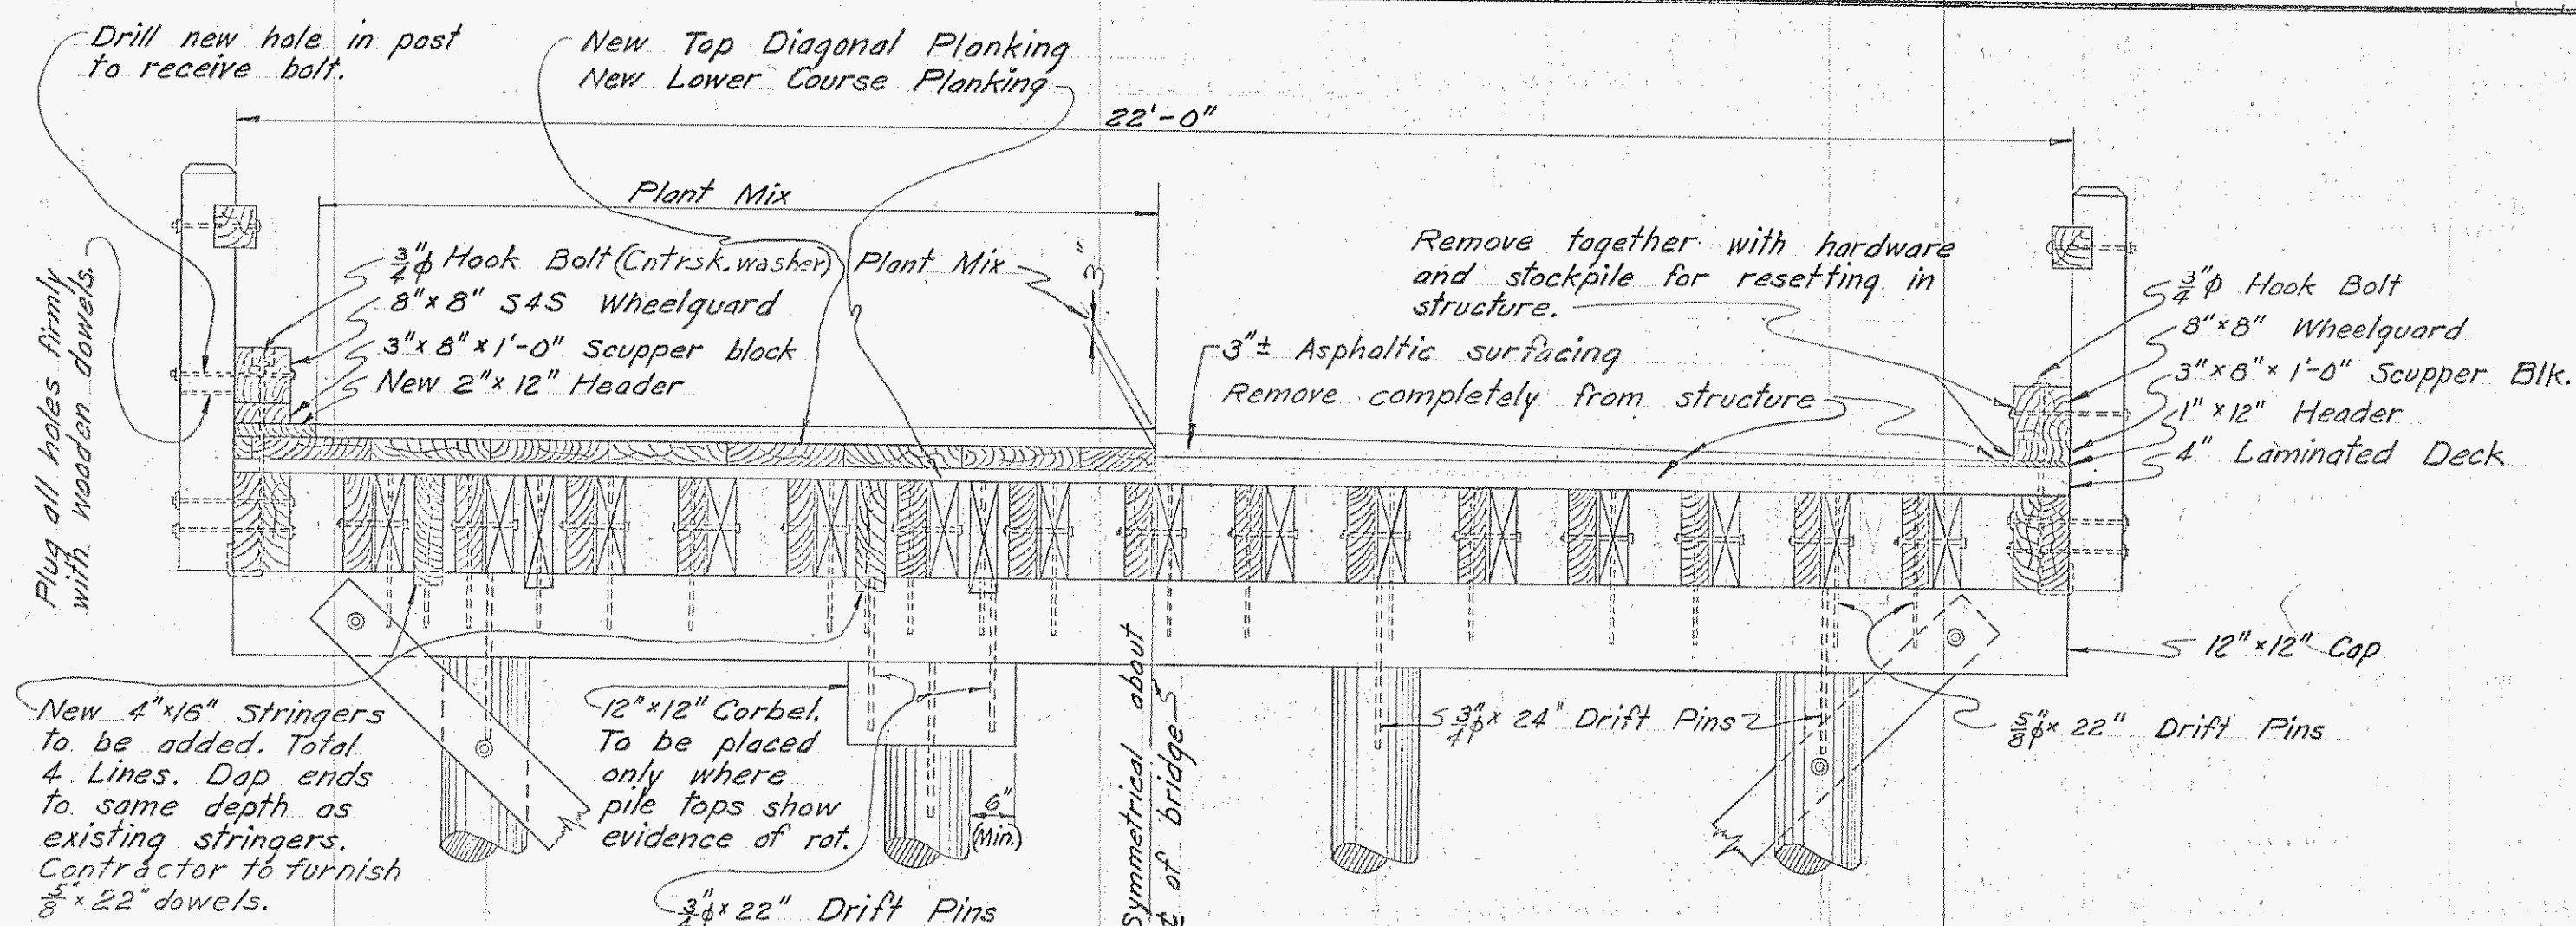 Drill new hole in post
to receive bolt.
New Top Diagonal Planking
New Lower Course Planking
22'-0"
Plant Mix
Plug all holes firmly
with wooden dowels.
3/4"ϕ Hook Bolt (Cntrsk. washer)
8"x8" S4S Wheelguard
3"x8"x1'-0" Scupper block
New 2"x12" Header
Plant Mix
3"
Remove together with hardware
and stockpile for resetting in
structure.
3"± Asphaltic surfacing
Remove completely from structure
3/4"ϕ Hook Bolt
8"x8" Wheelguard
3"x8"x1'-0" Scupper Blk.
1"x12" Header
4" Laminated Deck
12"x12" Cap
New 4"x16" Stringers
to be added. Total
4 Lines. Dap ends
to same depth as
existing stringers.
Contractor to furnish
5/8"x22" dowels.
12"x12" Corbel.
To be placed
only where
pile tops show
evidence of rot.
6"
(Min.)
3/4"ϕx22" Drift Pins
Symmetrical about
℄ of bridge
3/4"ϕx24" Drift Pins
5/8"ϕx22" Drift Pins